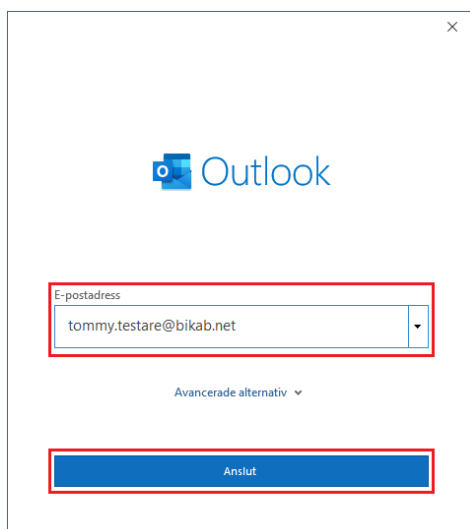 Outlook
E-postadress
tommy.testare@bikab.net
Avancerade alternativ
Anslut